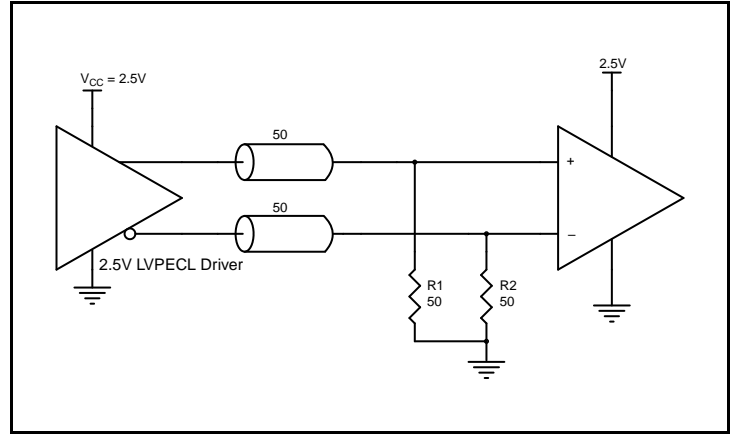 V_CC = 2.5V
2.5V
50
+
50
–
2.5V LVPECL Driver
R1
50
R2
50